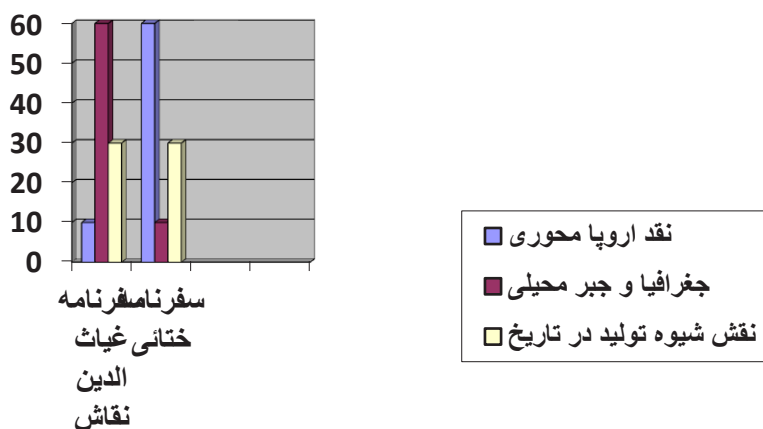 60
50
40
30
20
10
0
سفرنامه غیاث الدین نقاش
سفرنامه ختائی
نقد اروپا محوری
جغرافیا و جبر محیلی
نقش شیوه تولید در تاریخ